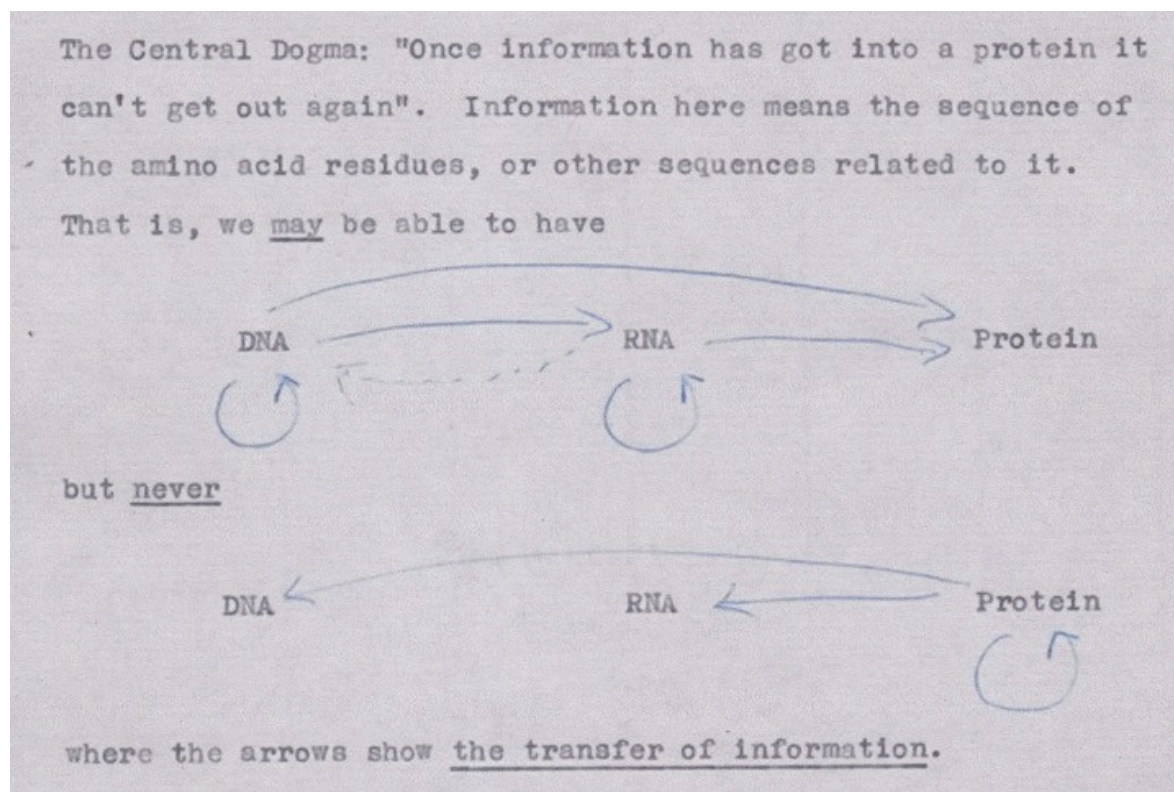 The Central Dogma: "Once information has got into a protein it
can't get out again". Information here means the sequence of
the amino acid residues, or other sequences related to it.
That is, we may be able to have
DNA RNA Protein
but never
DNA RNA Protein
where the arrows show the transfer of information.